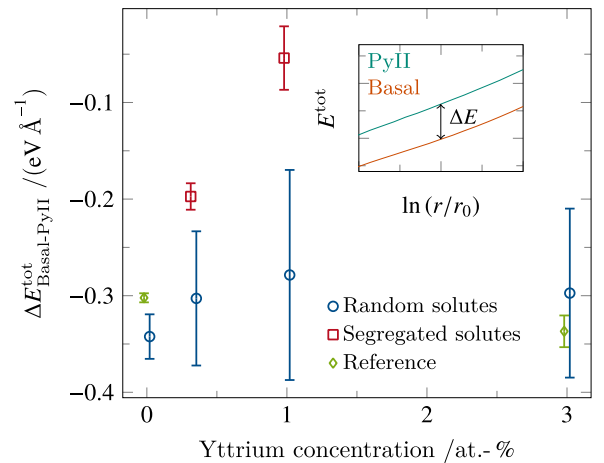 ΔE^tot_Basal-PyII /(eV Å⁻¹)
−0.1
−0.2
−0.3
−0.4
PyII
Basal
ΔE
E^tot
ln (r/r₀)
Random solutes
Segregated solutes
Reference
0 1 2 3
Yttrium concentration /at.-%